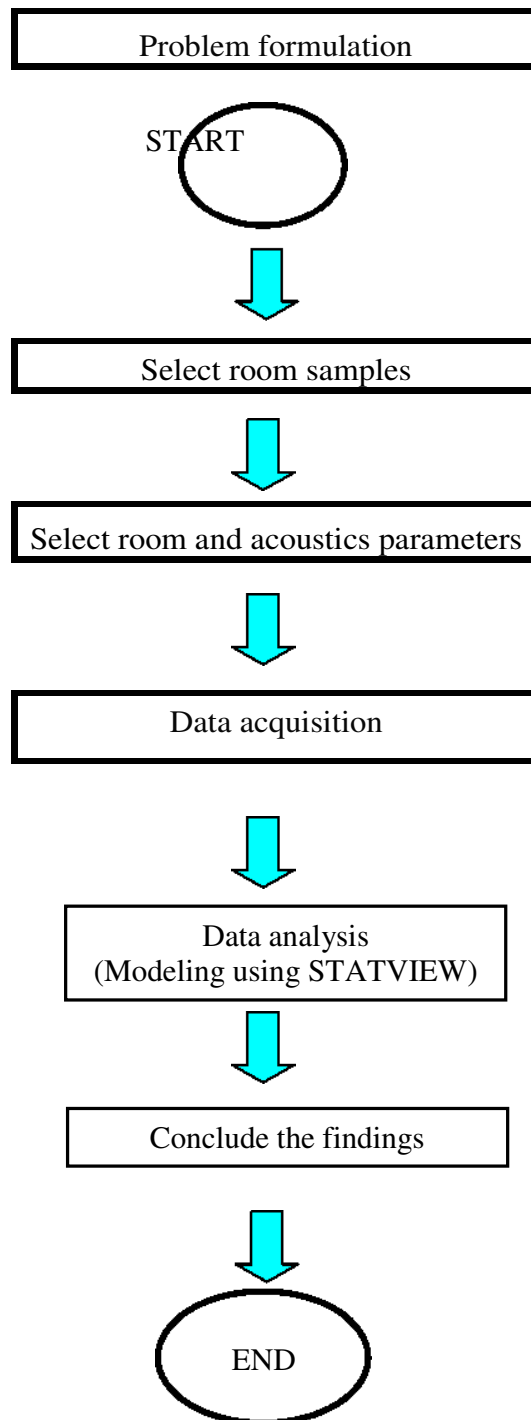 Problem formulation
START
Select room samples
Select room and acoustics parameters
Data acquisition
Data analysis
(Modeling using STATVIEW)
Conclude the findings
END